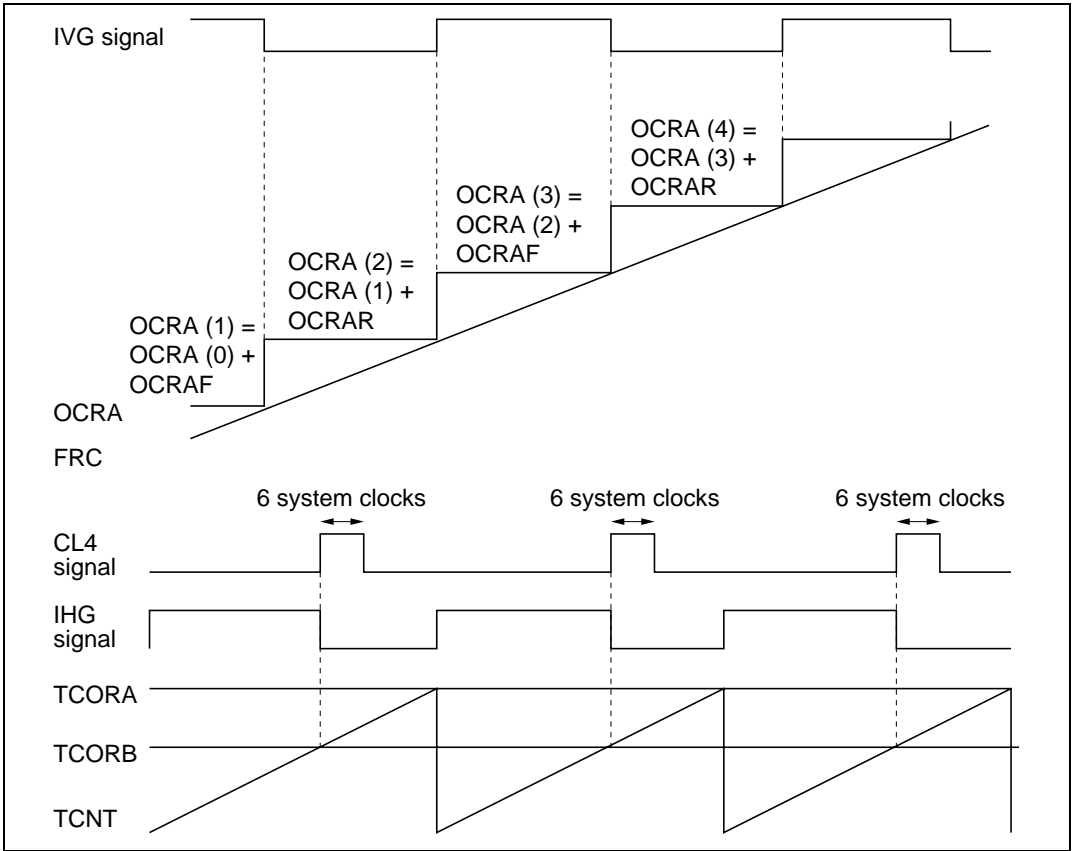 IVG signal
OCRA (4) =
OCRA (3) +
OCRAR
OCRA (3) =
OCRA (2) +
OCRAF
OCRA (2) =
OCRA (1) +
OCRAR
OCRA (1) =
OCRA (0) +
OCRAF
OCRA
FRC
6 system clocks 6 system clocks 6 system clocks
CL4
signal
IHG
signal
TCORA
TCORB
TCNT